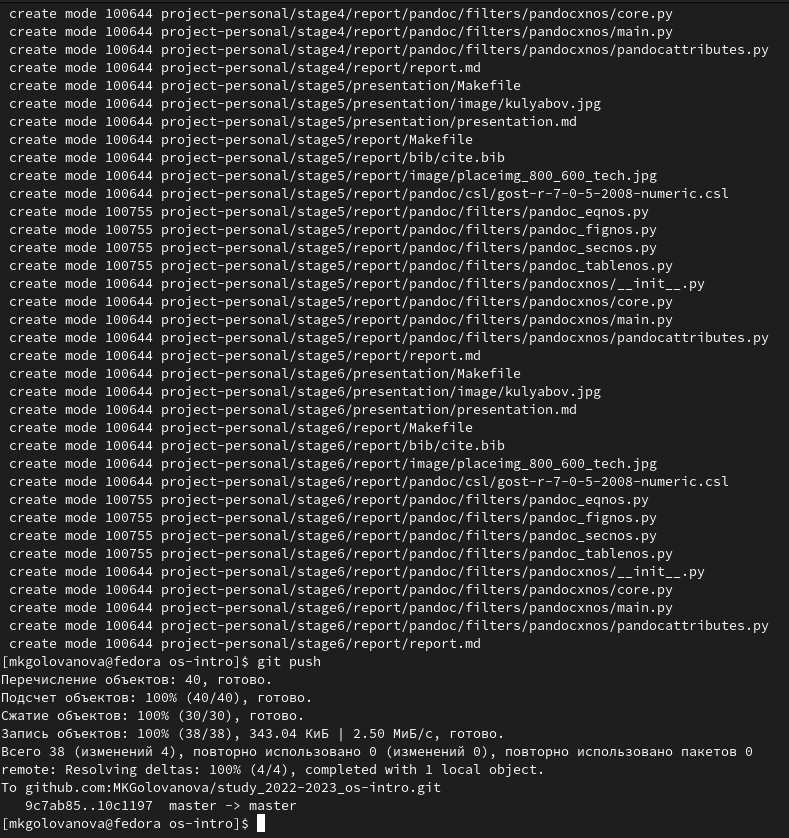 create mode 100644 project-personal/stage4/report/pandoc/filters/pandocxnos/core.py
create mode 100644 project-personal/stage4/report/pandoc/filters/pandocxnos/main.py
create mode 100644 project-personal/stage4/report/pandoc/filters/pandocxnos/pandocattributes.py
create mode 100644 project-personal/stage4/report/report.md
create mode 100644 project-personal/stage5/presentation/Makefile
create mode 100644 project-personal/stage5/presentation/image/kulyabov.jpg
create mode 100644 project-personal/stage5/presentation/presentation.md
create mode 100644 project-personal/stage5/report/Makefile
create mode 100644 project-personal/stage5/report/bib/cite.bib
create mode 100644 project-personal/stage5/report/image/placeimg_800_600_tech.jpg
create mode 100644 project-personal/stage5/report/pandoc/csl/gost-r-7-0-5-2008-numeric.csl
create mode 100755 project-personal/stage5/report/pandoc/filters/pandoc_eqnos.py
create mode 100755 project-personal/stage5/report/pandoc/filters/pandoc_fignos.py
create mode 100755 project-personal/stage5/report/pandoc/filters/pandoc_secnos.py
create mode 100755 project-personal/stage5/report/pandoc/filters/pandoc_tablenos.py
create mode 100644 project-personal/stage5/report/pandoc/filters/pandocxnos/__init__.py
create mode 100644 project-personal/stage5/report/pandoc/filters/pandocxnos/core.py
create mode 100644 project-personal/stage5/report/pandoc/filters/pandocxnos/main.py
create mode 100644 project-personal/stage5/report/pandoc/filters/pandocxnos/pandocattributes.py
create mode 100644 project-personal/stage5/report/report.md
create mode 100644 project-personal/stage6/presentation/Makefile
create mode 100644 project-personal/stage6/presentation/image/kulyabov.jpg
create mode 100644 project-personal/stage6/presentation/presentation.md
create mode 100644 project-personal/stage6/report/Makefile
create mode 100644 project-personal/stage6/report/bib/cite.bib
create mode 100644 project-personal/stage6/report/image/placeimg_800_600_tech.jpg
create mode 100644 project-personal/stage6/report/pandoc/csl/gost-r-7-0-5-2008-numeric.csl
create mode 100755 project-personal/stage6/report/pandoc/filters/pandoc_eqnos.py
create mode 100755 project-personal/stage6/report/pandoc/filters/pandoc_fignos.py
create mode 100755 project-personal/stage6/report/pandoc/filters/pandoc_secnos.py
create mode 100755 project-personal/stage6/report/pandoc/filters/pandoc_tablenos.py
create mode 100644 project-personal/stage6/report/pandoc/filters/pandocxnos/__init__.py
create mode 100644 project-personal/stage6/report/pandoc/filters/pandocxnos/core.py
create mode 100644 project-personal/stage6/report/pandoc/filters/pandocxnos/main.py
create mode 100644 project-personal/stage6/report/pandoc/filters/pandocxnos/pandocattributes.py
create mode 100644 project-personal/stage6/report/report.md
[mkgolovanova@fedora os-intro]$ git push
Перечисление объектов: 40, готово.
Подсчет объектов: 100% (40/40), готово.
Сжатие объектов: 100% (30/30), готово.
Запись объектов: 100% (38/38), 343.04 КиБ | 2.50 МиБ/с, готово.
Всего 38 (изменений 4), повторно использовано 0 (изменений 0), повторно использовано пакетов 0
remote: Resolving deltas: 100% (4/4), completed with 1 local object.
To github.com:MKGolovanova/study_2022-2023_os-intro.git
9c7ab85..10c1197  master -> master
[mkgolovanova@fedora os-intro]$